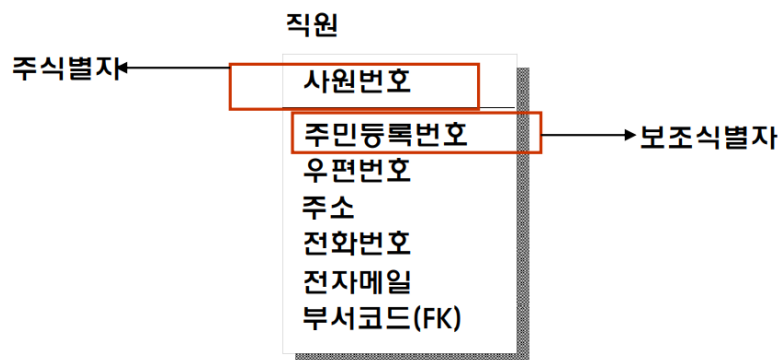 직원
주식별자
사원번호
주민등록번호
보조식별자
우편번호
주소
전화번호
전자메일
부서코드(FK)